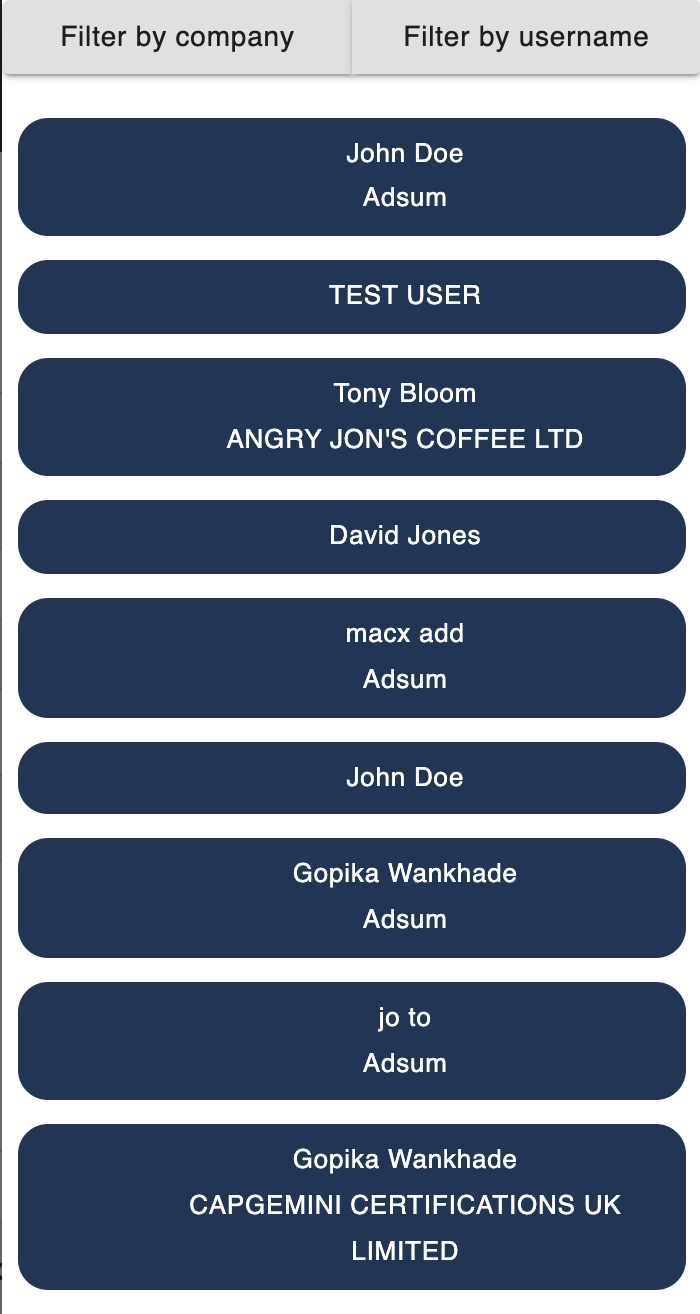 Filter by company
Filter by username
John Doe
Adsum
TEST USER
Tony Bloom
ANGRY JON'S COFFEE LTD
David Jones
macx add
Adsum
John Doe
Gopika Wankhade
Adsum
jo to
Adsum
Gopika Wankhade
CAPGEMINI CERTIFICATIONS UK
LIMITED